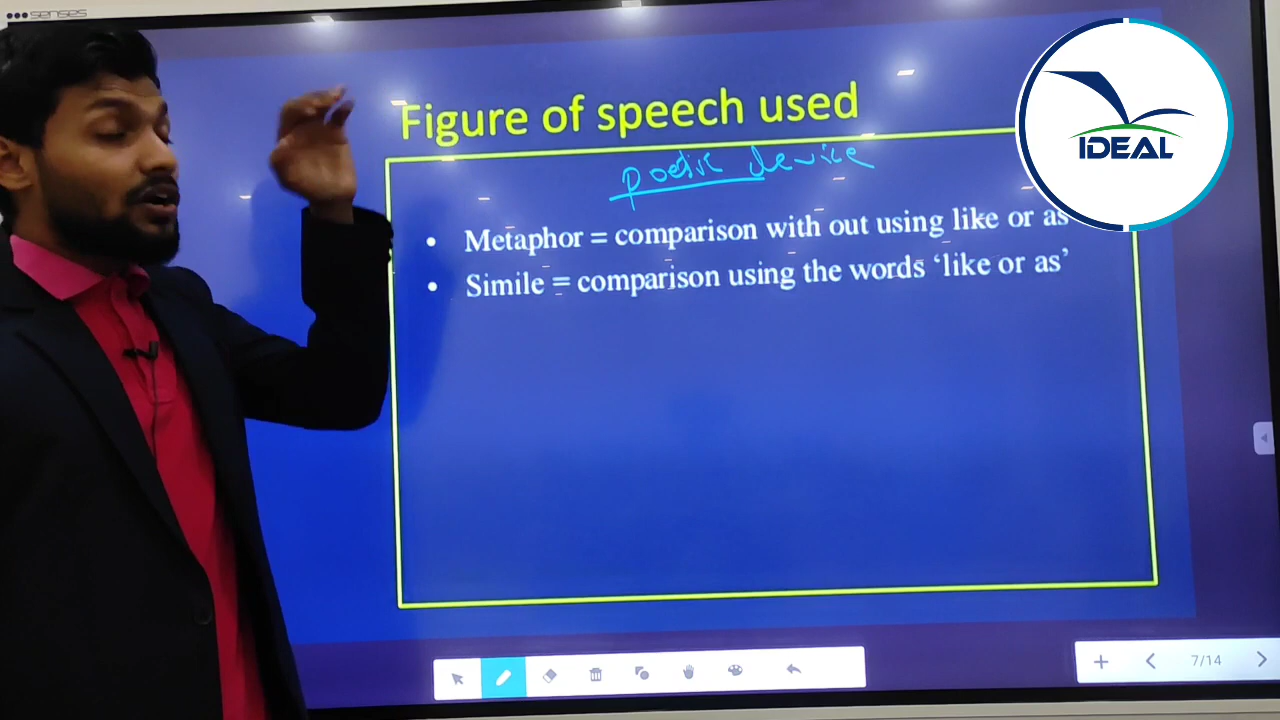 senses
Figure of speech used
IDEAL
poetic device
• Metaphor = comparison with out using like or as
• Simile = comparison using the words ‘like or as’
7/14